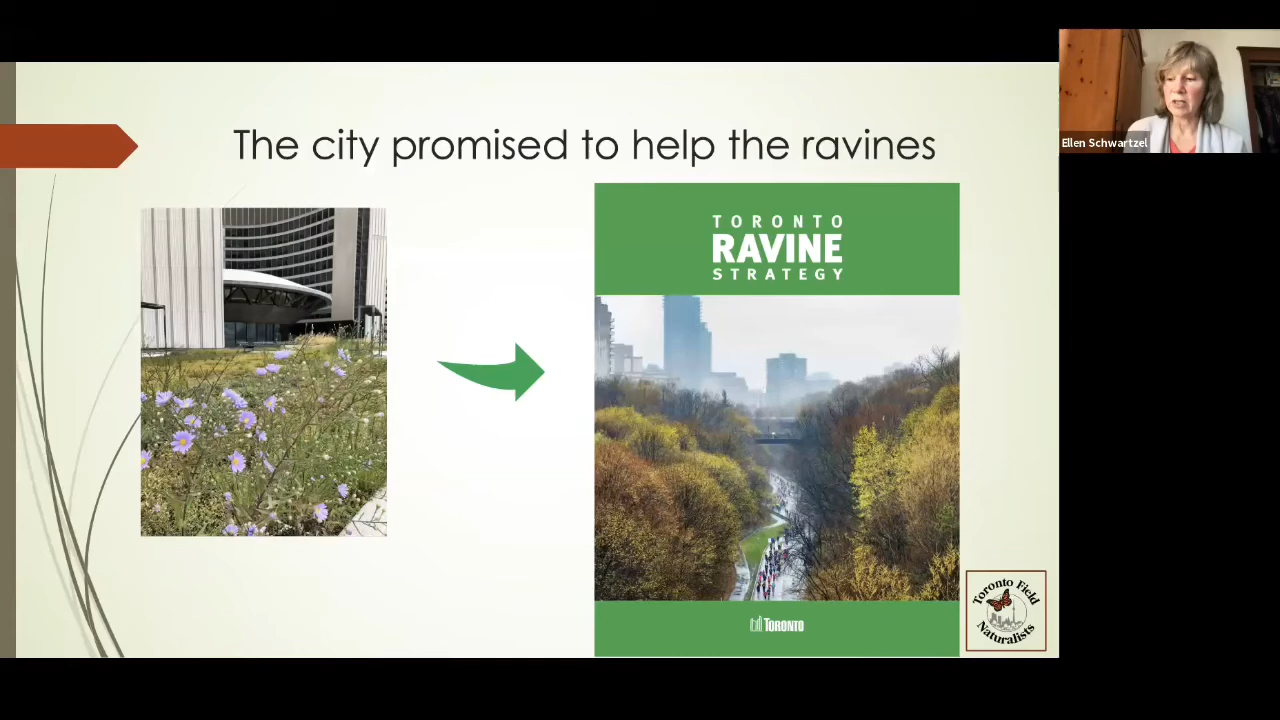 The city promised to help the ravines
Ellen Schwartzel
TORONTO
RAVINE
STRATEGY
TORONTO
Toronto Field
Naturalists